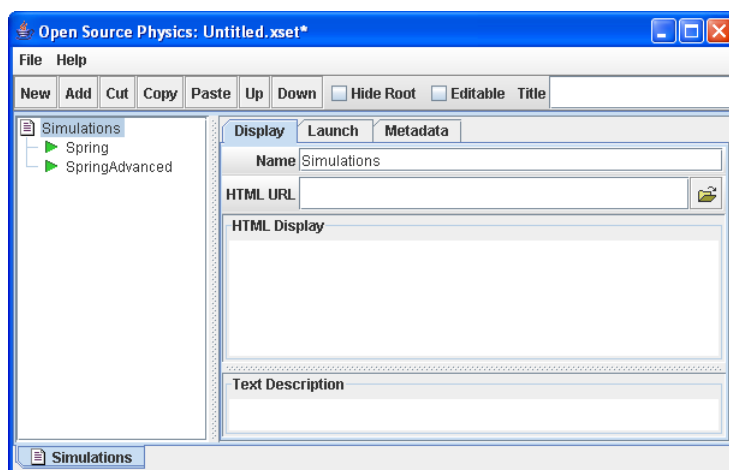 Open Source Physics: Untitled.xset*
File Help
New Add Cut Copy Paste Up Down Hide Root Editable Title
Simulations
Spring
SpringAdvanced
Display Launch Metadata
Name Simulations
HTML URL
HTML Display
Text Description
Simulations